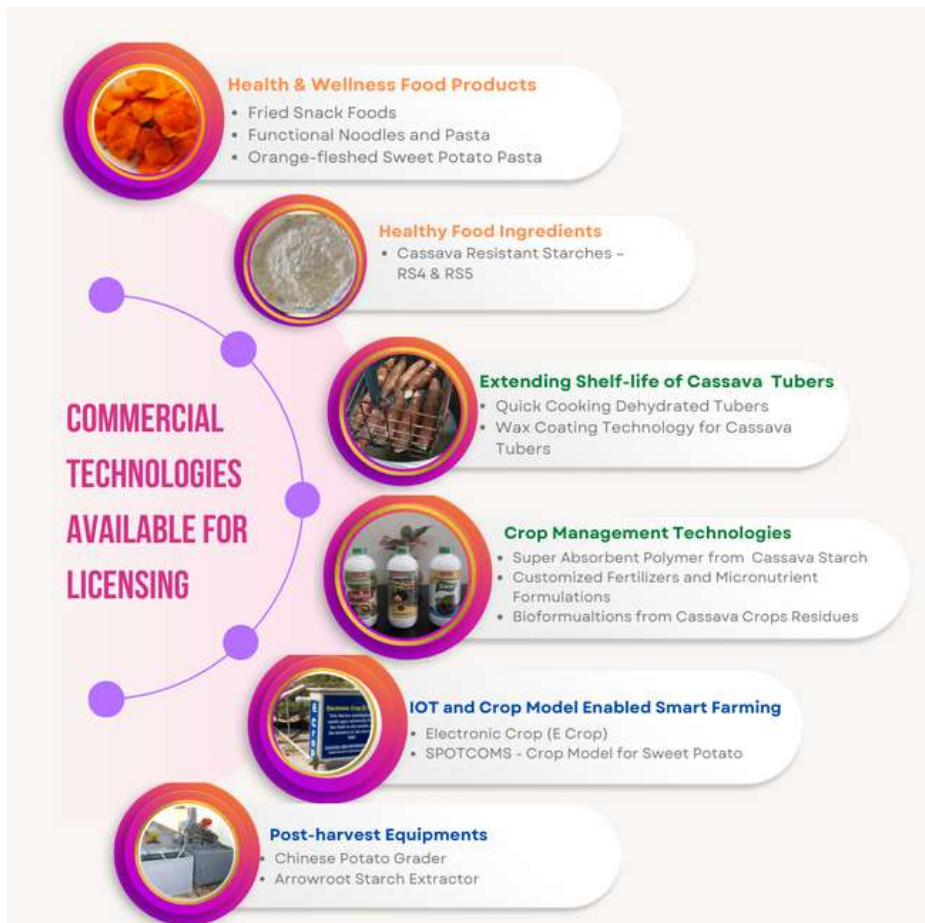 Health & Wellness Food Products
• Fried Snack Foods
• Functional Noodles and Pasta
• Orange-fleshed Sweet Potato Pasta
Healthy Food Ingredients
• Cassava Resistant Starches –
RS4 & RS5
COMMERCIAL
TECHNOLOGIES
AVAILABLE FOR
LICENSING
Extending Shelf-life of Cassava Tubers
• Quick Cooking Dehydrated Tubers
• Wax Coating Technology for Cassava
Tubers
Crop Management Technologies
• Super Absorbent Polymer from Cassava Starch
• Customized Fertilizers and Micronutrient
Formulations
• Bioformualtions from Cassava Crops Residues
IOT and Crop Model Enabled Smart Farming
• Electronic Crop (E Crop)
• SPOTCOMS - Crop Model for Sweet Potato
E Crop
Post-harvest Equipments
• Chinese Potato Grader
• Arrowroot Starch Extractor